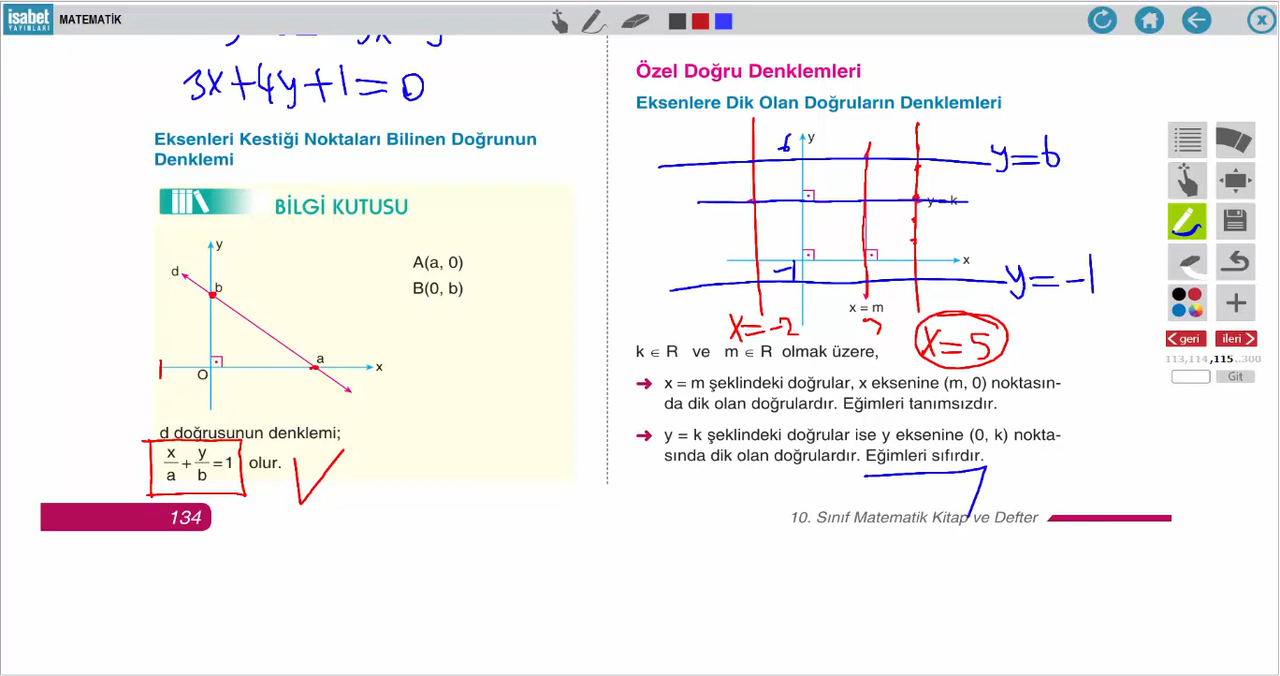 isabet
YAYINLARI
MATEMATİK
3x+4y+1=0
Eksenleri Kestiği Noktaları Bilinen Doğrunun
Denklemi
BİLGİ KUTUSU
y
d
b
A(a, 0)
B(0, b)
a
x
O
d doğrusunun denklemi;
x/a + y/b = 1 olur.
134
Özel Doğru Denklemleri
Eksenlere Dik Olan Doğruların Denklemleri
6
y
y=6
y = k
x
-1
y=-1
x = m
x=-2
x=5
k ∈ R ve m ∈ R olmak üzere,
➜ x = m şeklindeki doğrular, x eksenine (m, 0) noktasın-
da dik olan doğrulardır. Eğimleri tanımsızdır.
➜ y = k şeklindeki doğrular ise y eksenine (0, k) nokta-
sında dik olan doğrulardır. Eğimleri sıfırdır.
10. Sınıf Matematik Kitap ve Defter
geri
ileri
113,114,115..300
Git